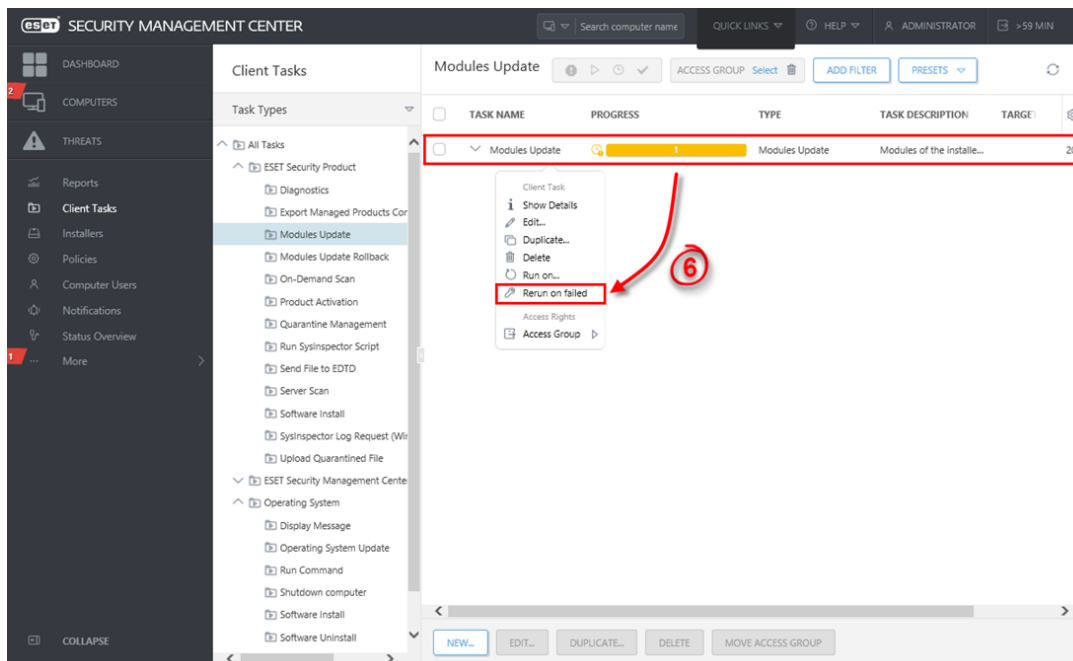 eset SECURITY MANAGEMENT CENTER
Search computer name
QUICK LINKS
HELP
ADMINISTRATOR
>59 MIN
DASHBOARD
2
COMPUTERS
THREATS
Reports
Client Tasks
Installers
Policies
Computer Users
Notifications
Status Overview
1
More
COLLAPSE
Client Tasks
Task Types
All Tasks
ESET Security Product
Diagnostics
Export Managed Products Cor
Modules Update
Modules Update Rollback
On-Demand Scan
Product Activation
Quarantine Management
Run SysInspector Script
Send File to EDTD
Server Scan
Software Install
SysInspector Log Request (Wi
Upload Quarantined File
ESET Security Management Cente
Operating System
Display Message
Operating System Update
Run Command
Shutdown computer
Software Install
Software Uninstall
Modules Update
ACCESS GROUP Select
ADD FILTER
PRESETS
TASK NAME PROGRESS TYPE TASK DESCRIPTION TARGE
Modules Update 1 Modules Update Modules of the installe... 20
Client Task
Show Details
Edit...
Duplicate...
Delete
Run on...
Rerun on failed
Access Rights
Access Group
6
NEW... EDIT... DUPLICATE... DELETE MOVE ACCESS GROUP